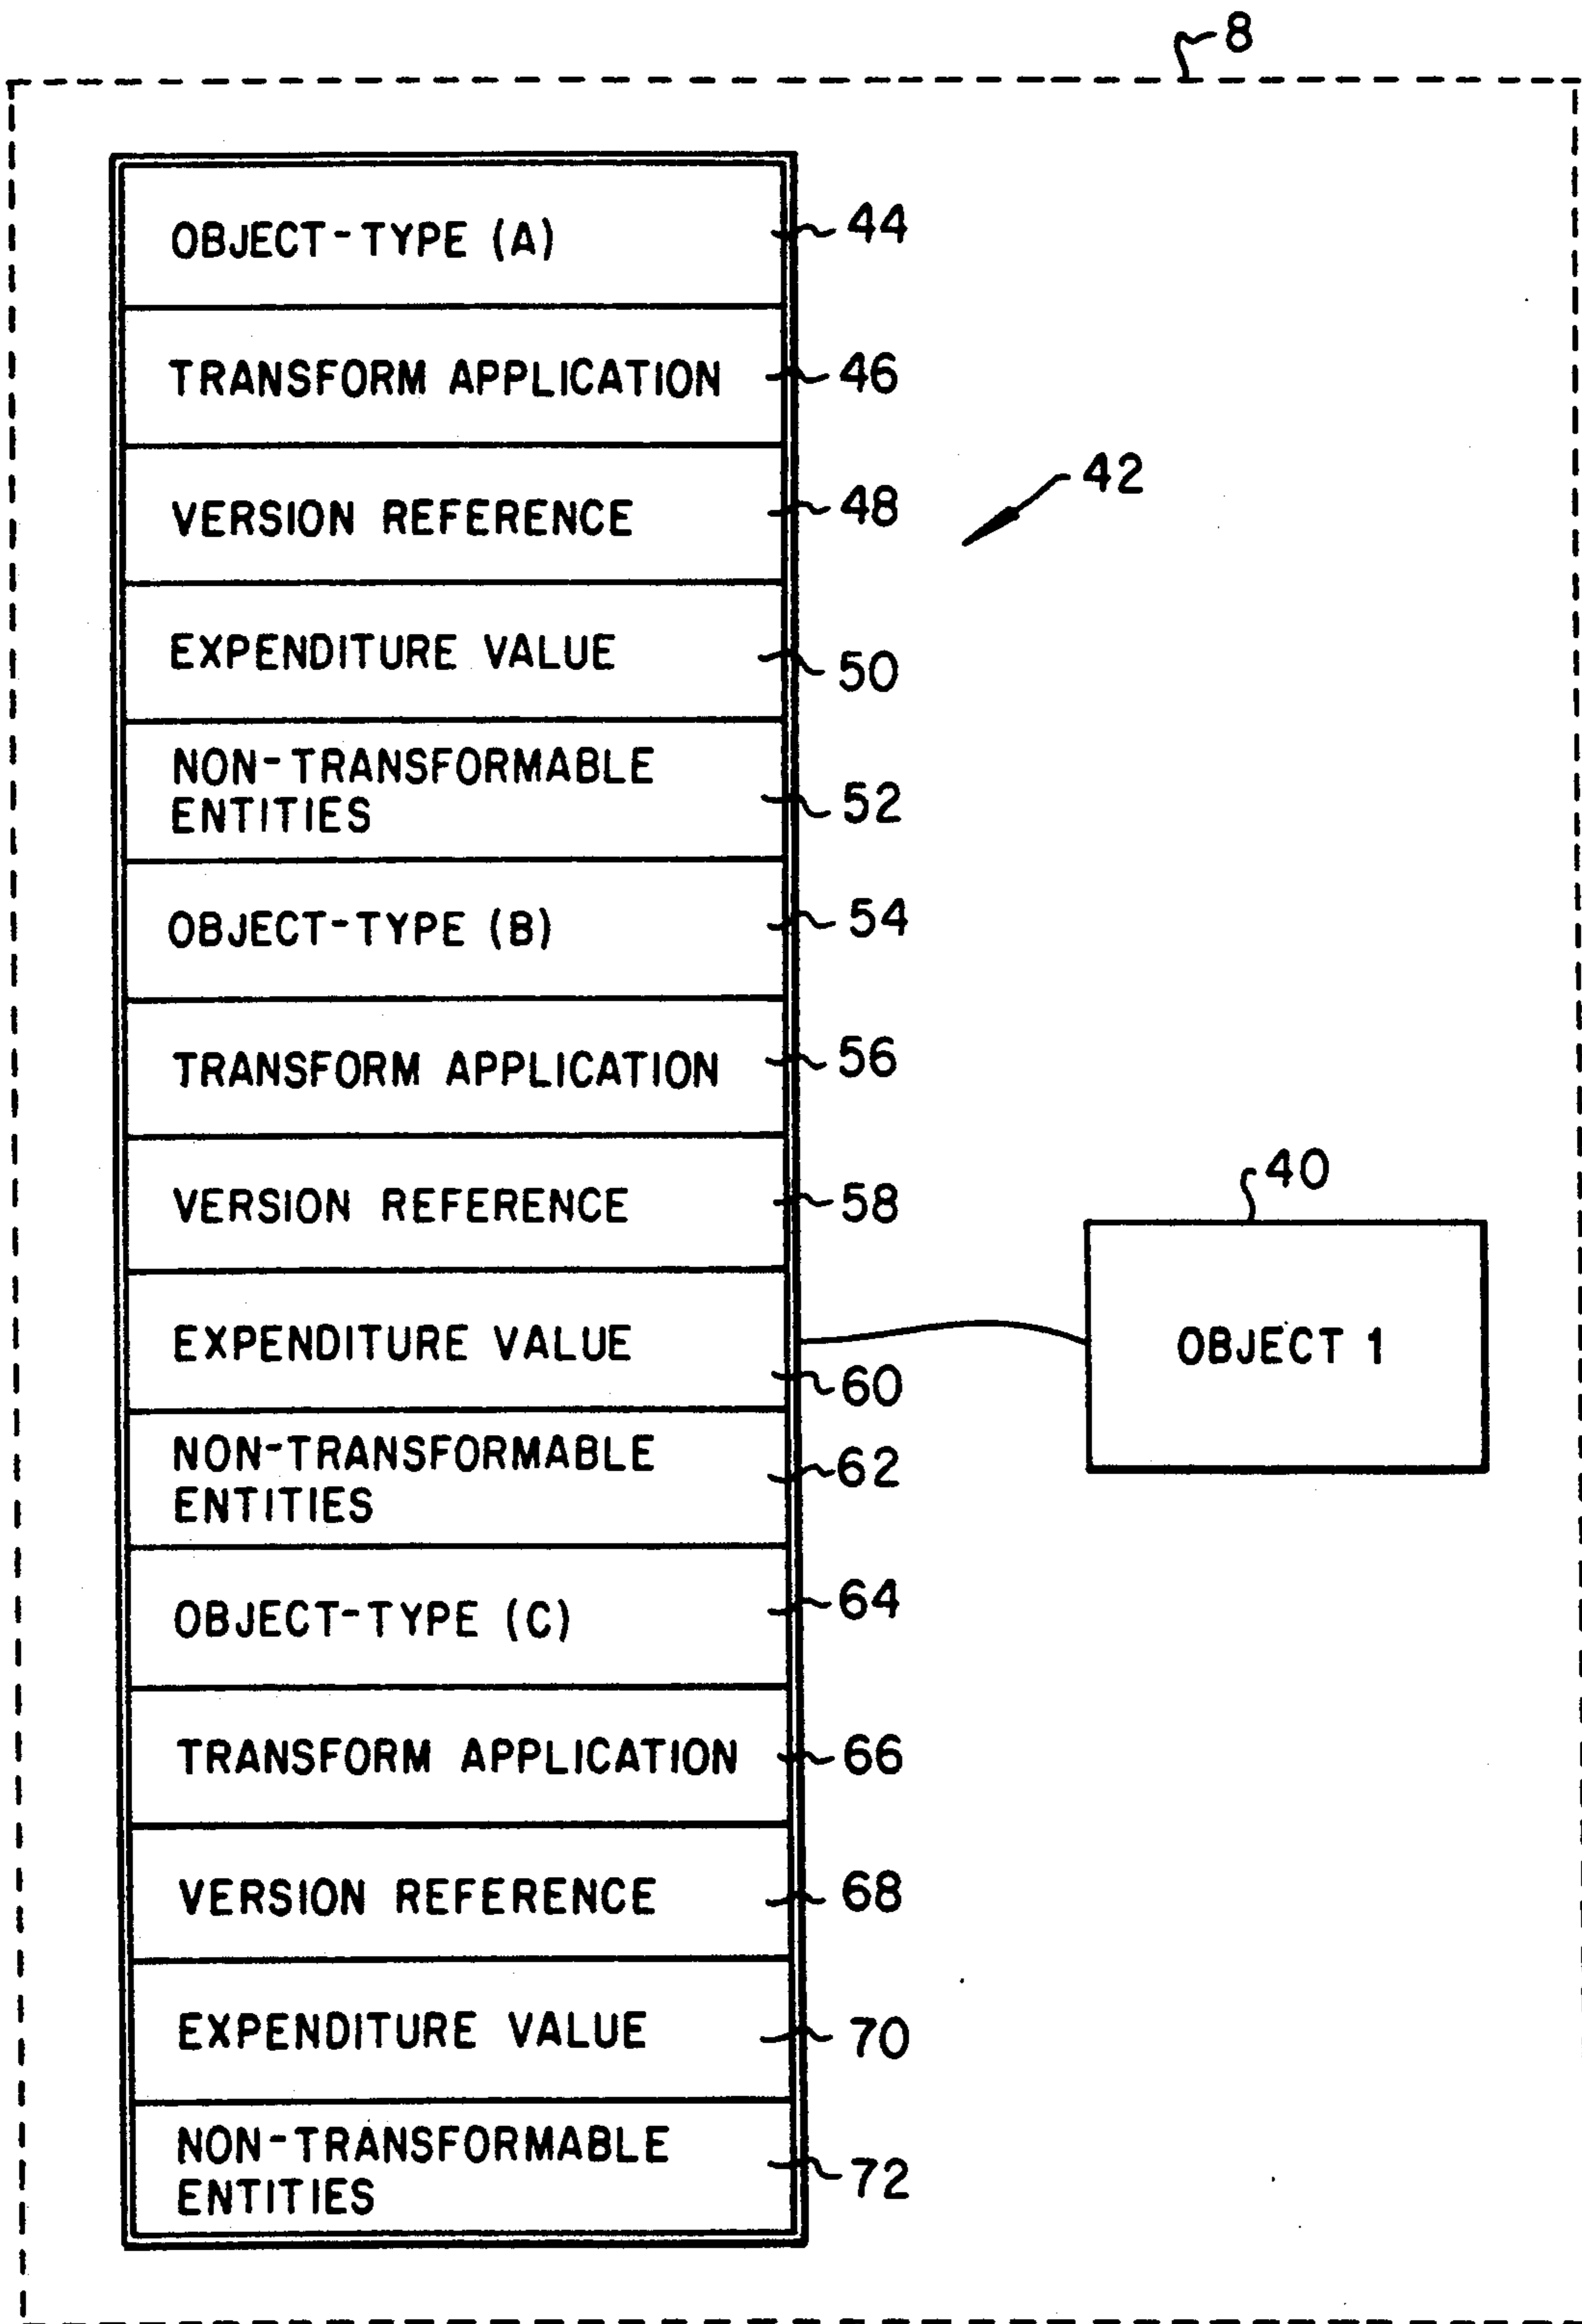 8
OBJECT-TYPE (A) 44
TRANSFORM APPLICATION 46
VERSION REFERENCE 48
42
EXPENDITURE VALUE 50
NON-TRANSFORMABLE
ENTITIES 52
OBJECT-TYPE (B) 54
TRANSFORM APPLICATION 56
VERSION REFERENCE 58
40
EXPENDITURE VALUE 60
OBJECT 1
NON-TRANSFORMABLE
ENTITIES 62
OBJECT-TYPE (C) 64
TRANSFORM APPLICATION 66
VERSION REFERENCE 68
EXPENDITURE VALUE 70
NON-TRANSFORMABLE
ENTITIES 72